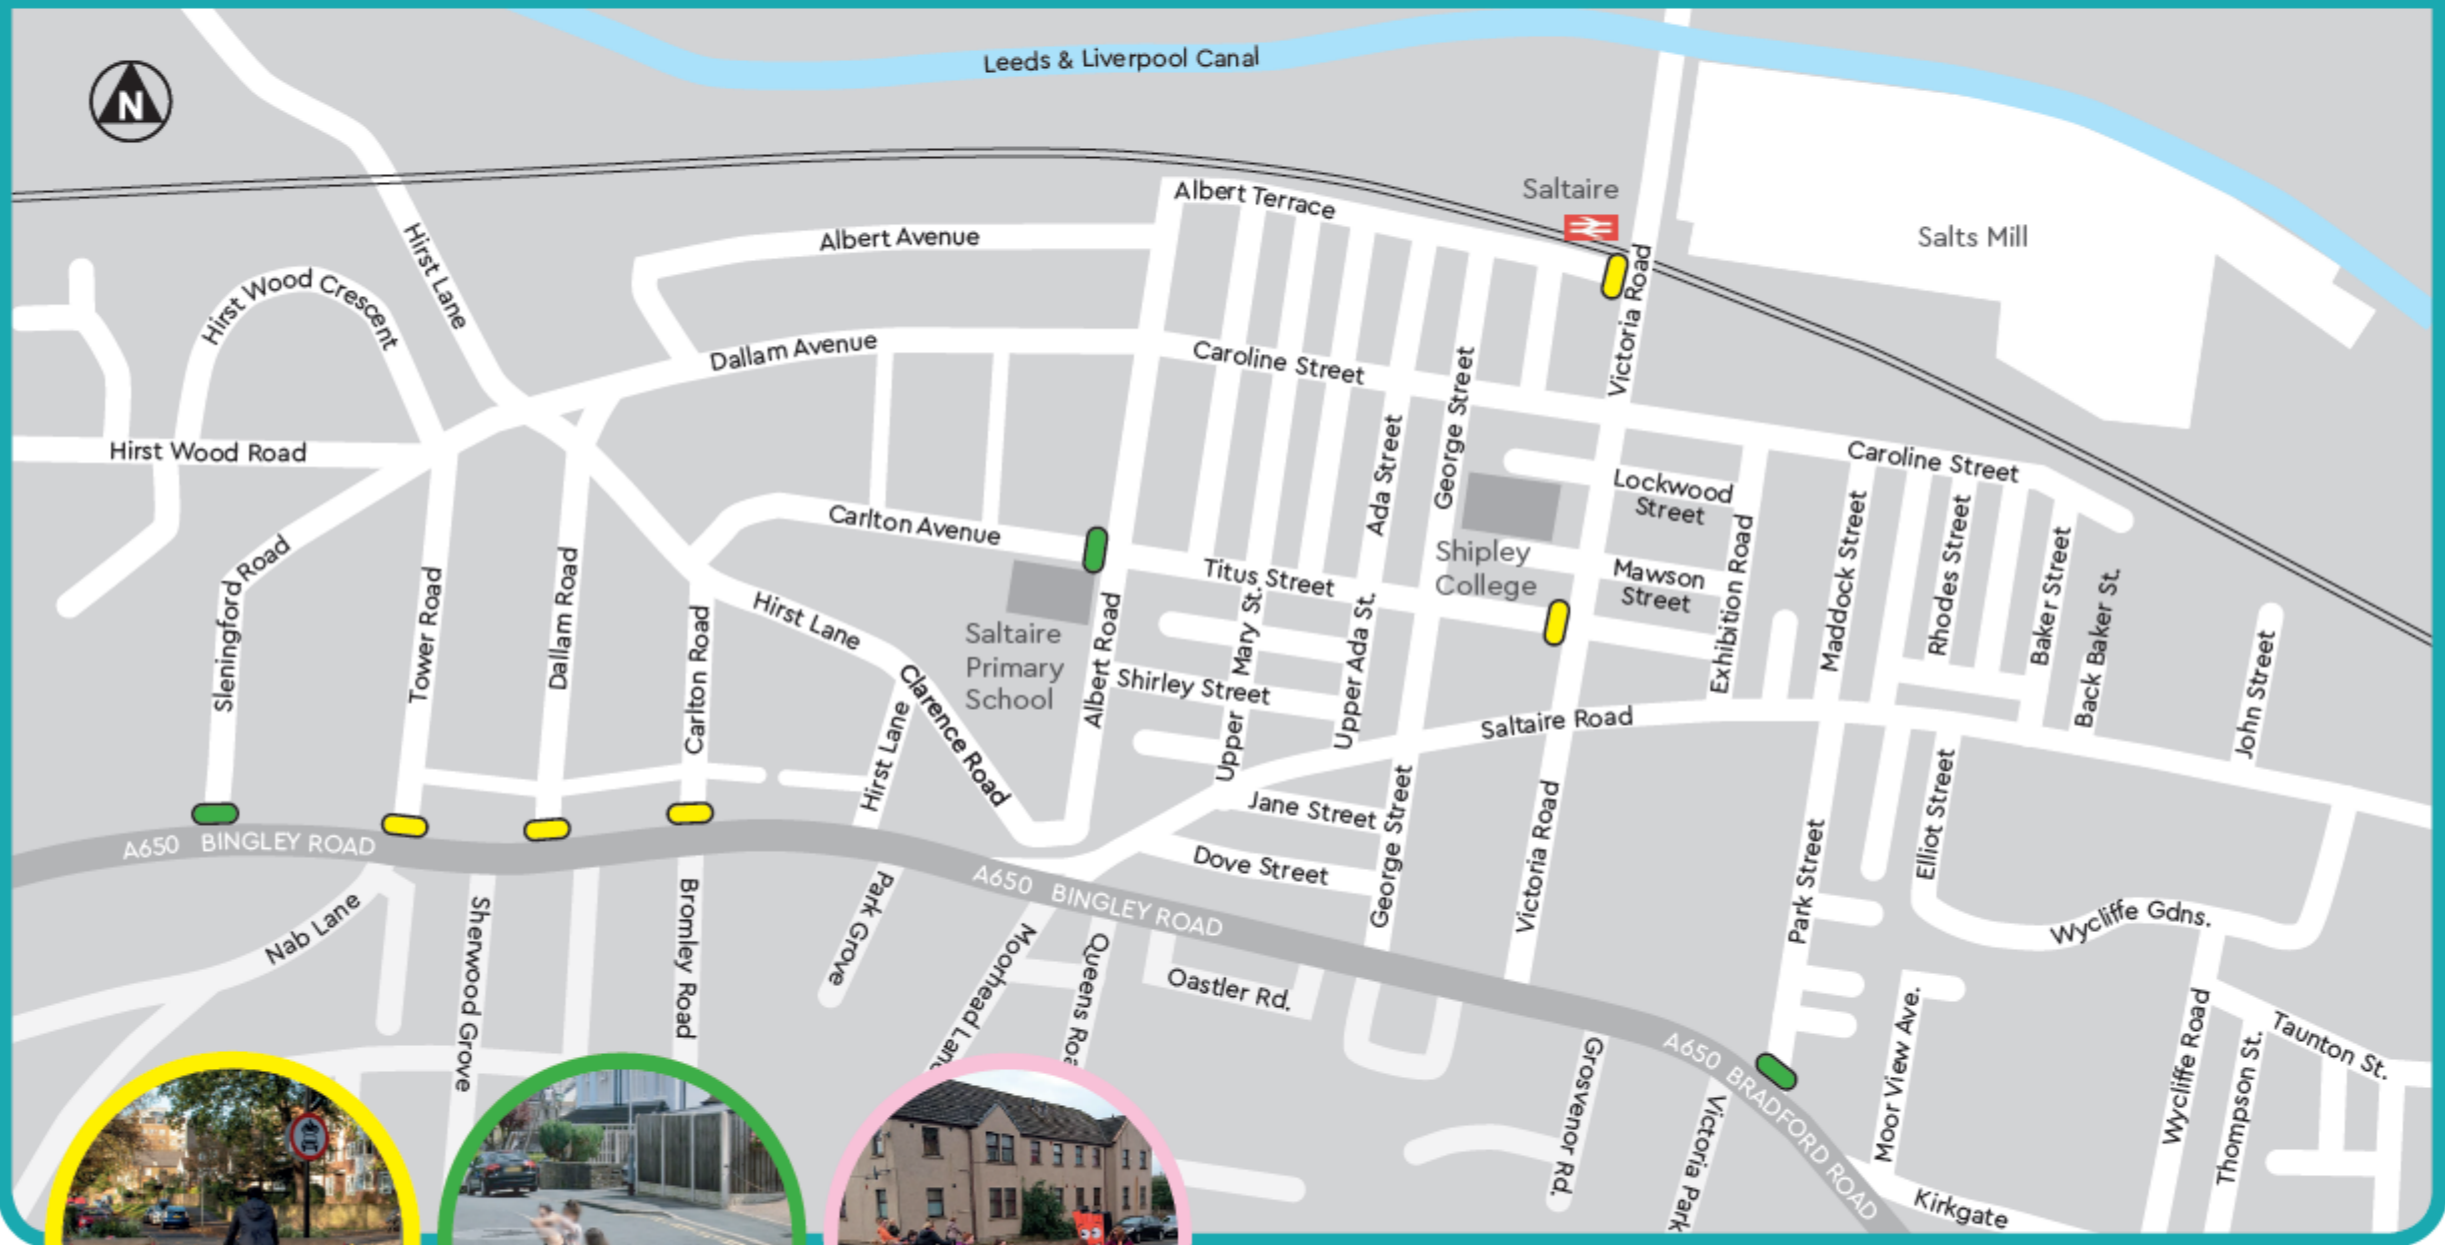 Leeds & Liverpool Canal
N
Saltaire
Albert Terrace
Salts Mill
Albert Avenue
Hirst Lane
Victoria Road
Hirst Wood Crescent
Dallam Avenue
Caroline Street
George Street
Ada Street
Hirst Wood Road
Caroline Street
Lockwood
Street
Carlton Avenue
Shipley
College
Mawson
Street
Exhibition Road
Maddock Street
Rhodes Street
Baker Street
Back Baker St.
John Street
Titus Street
Sleningford Road
Tower Road
Dallam Road
Carlton Road
Hirst Lane
Saltaire
Primary
School
Albert Road
Upper Mary St.
Upper Ada St.
Shirley Street
Clarence Road
Hirst Lane
Saltaire Road
Jane Street
Dove Street
George Street
Victoria Road
Park Street
Elliot Street
Wycliffe Gdns.
A650 BINGLEY ROAD
A650 BINGLEY ROAD
Nab Lane
Sherwood Grove
Bromley Road
Park Grove
Moorhead Lane
Queens Roa
Oastler Rd.
Grosvenor Rd.
A650 BRADFORD ROAD
Victoria Park
Moor View Ave.
Kirkgate
Wycliffe Road
Thompson St.
Taunton St.